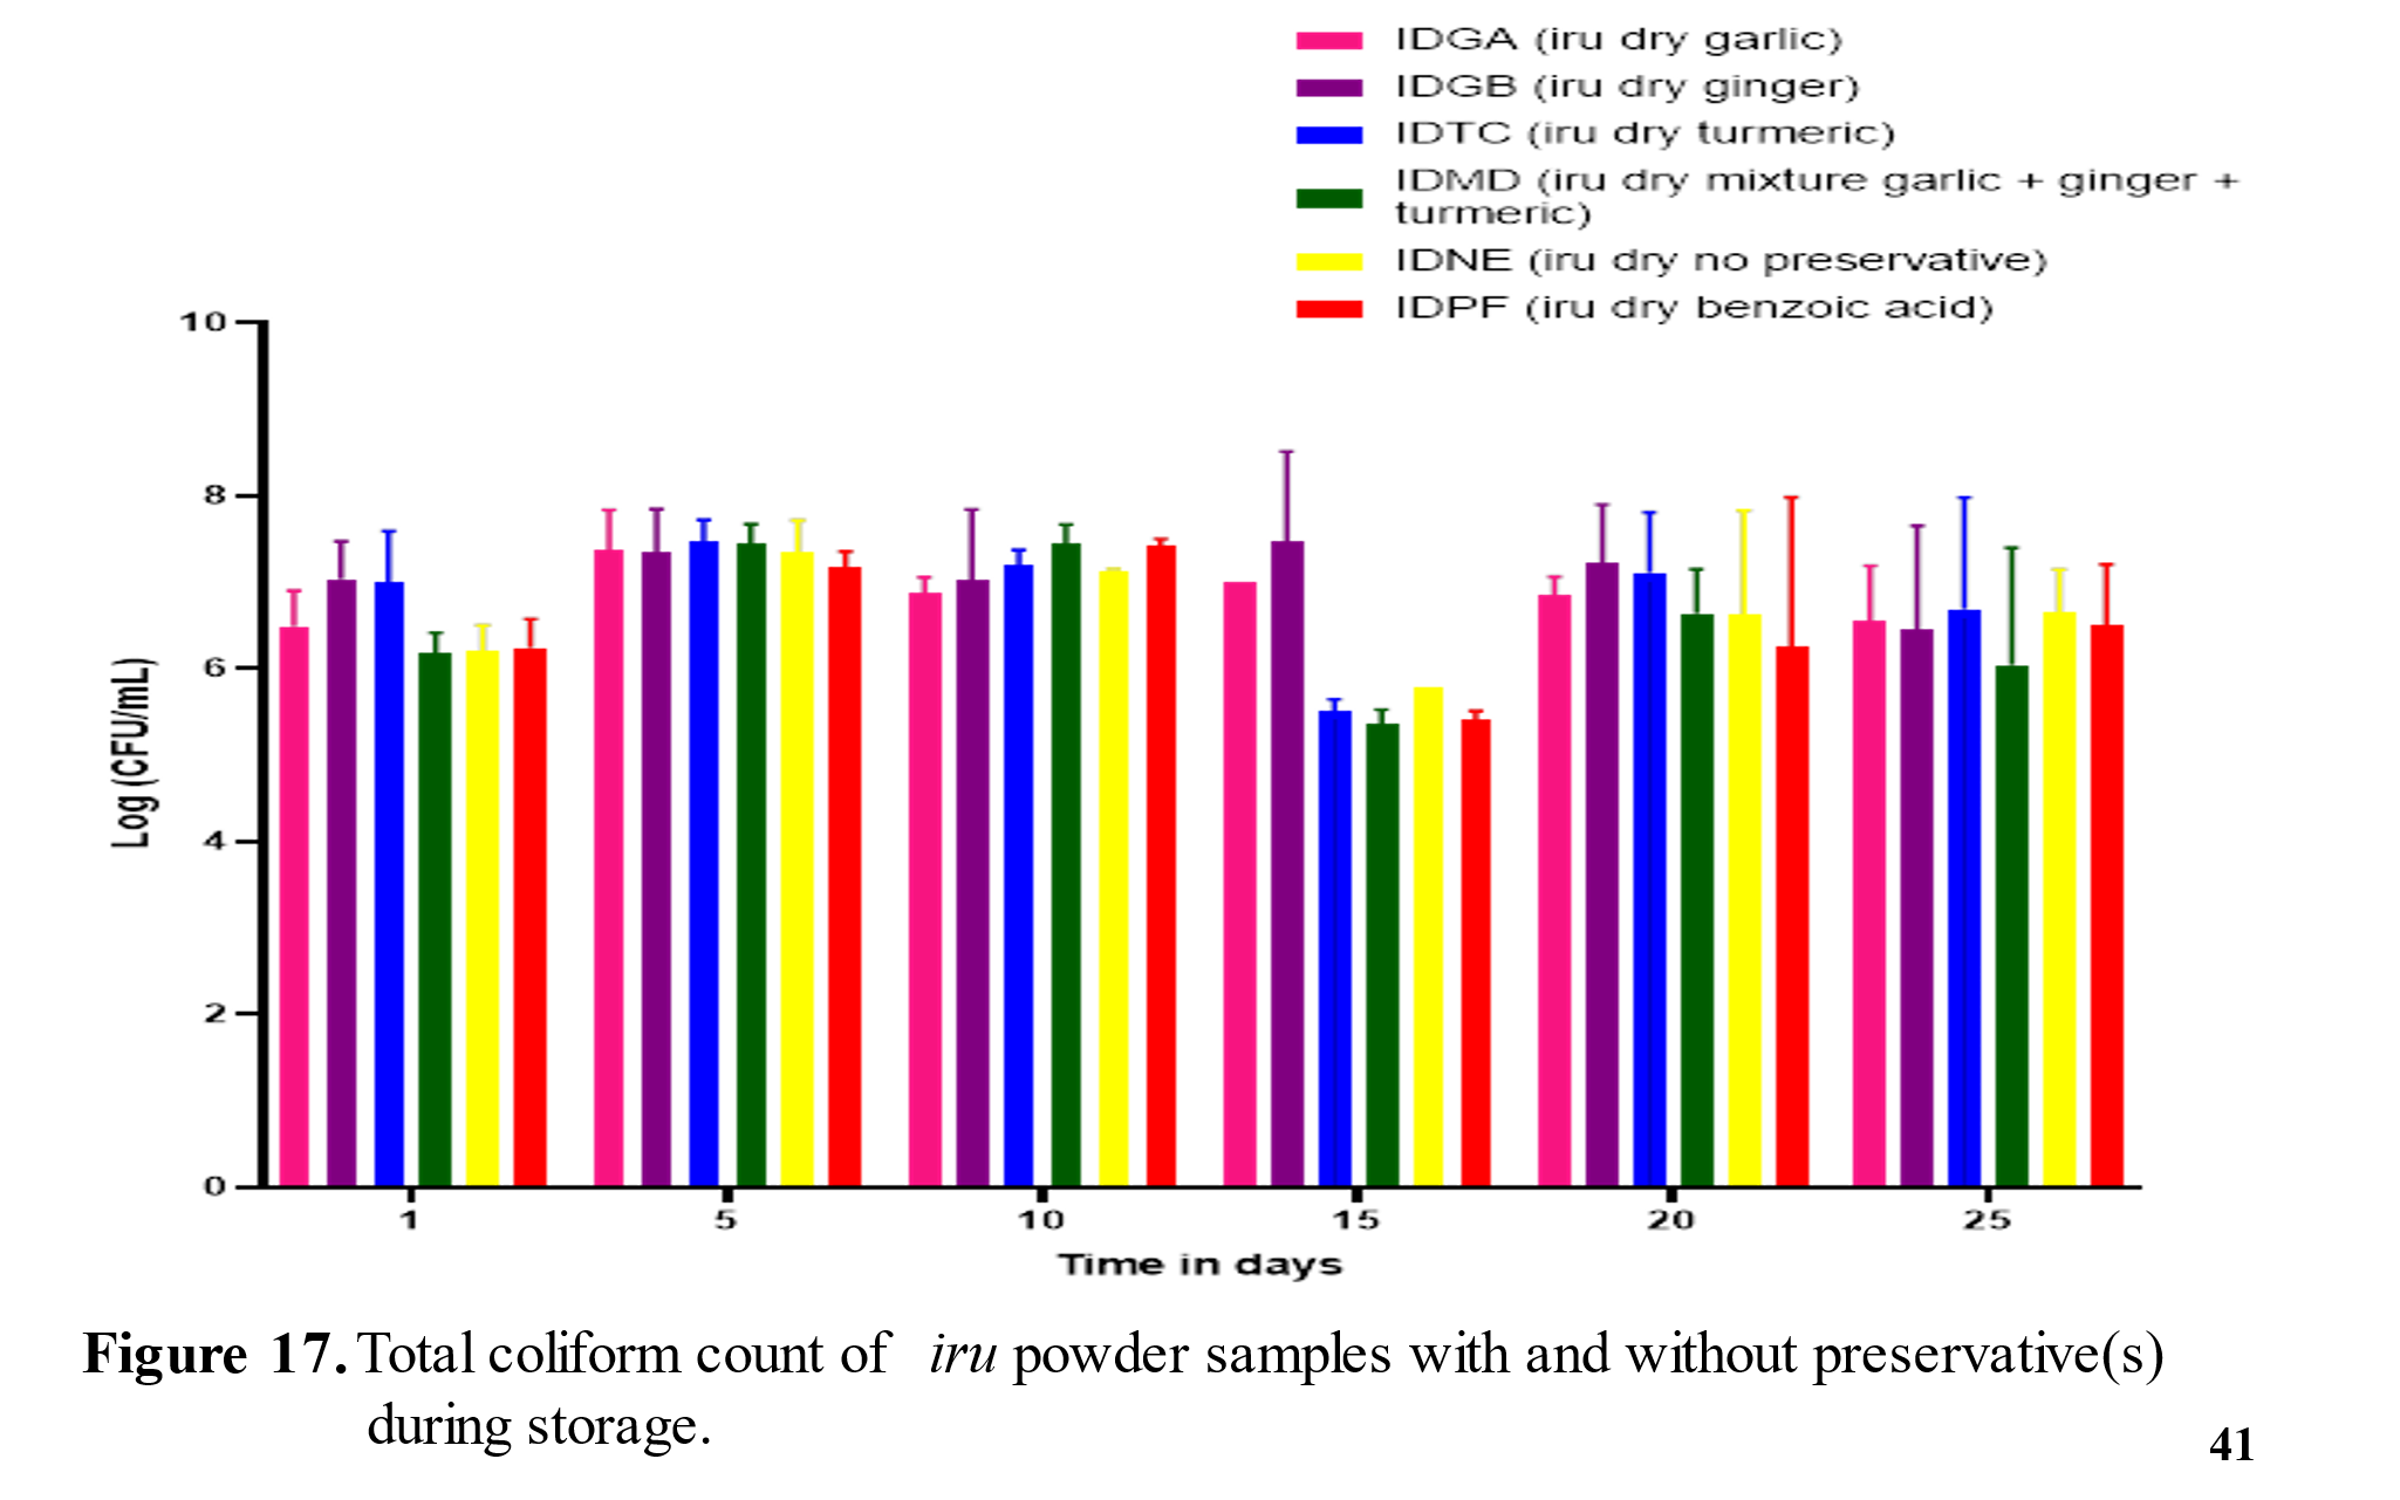 IDGA (iru dry garlic)
IDGB (iru dry ginger)
IDTC (iru dry turmeric)
IDMD (iru dry mixture garlic + ginger +
turmeric)
IDNE (iru dry no preservative)
IDPF (iru dry benzoic acid)
10
8
6
4
2
0
Log (CFU/mL)
1 5 10 15 20 25
Time in days
Figure 17. Total coliform count of iru powder samples with and without preservative(s)
during storage.
41